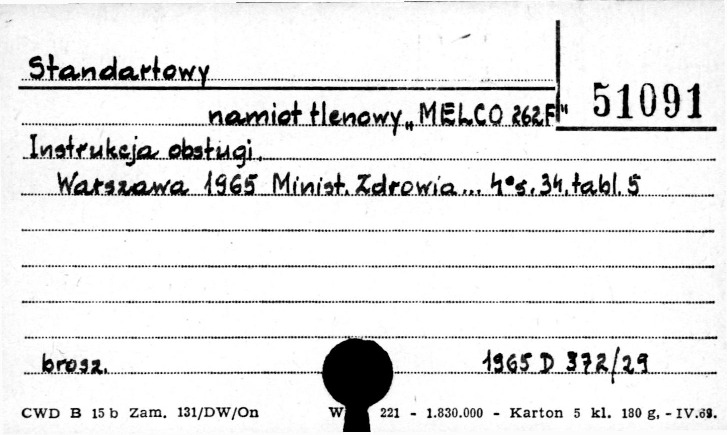 Standartowy
51091
namiot tlenowy „MELCO 262F"
Instrukcja obsługi.
Warszawa 1965 Minist. Zdrowia... 4° s. 34, tabl. 5
brosz. 1965 D 372/29
CWD B 15 b Zam. 131/DW/On W 221 - 1.830.000 - Karton 5 kl. 180 g, - IV.63.